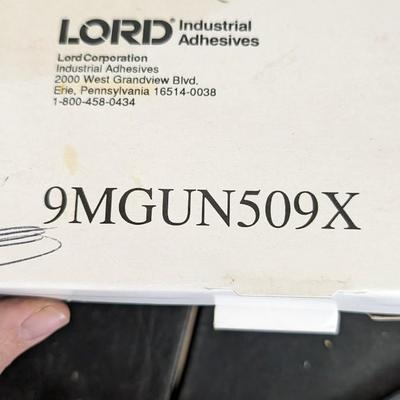 LORD® Industrial
Adhesives
Lord Corporation
Industrial Adhesives
2000 West Grandview Blvd.
Erie, Pennsylvania 16514-0038
1-800-458-0434
9MGUN509X